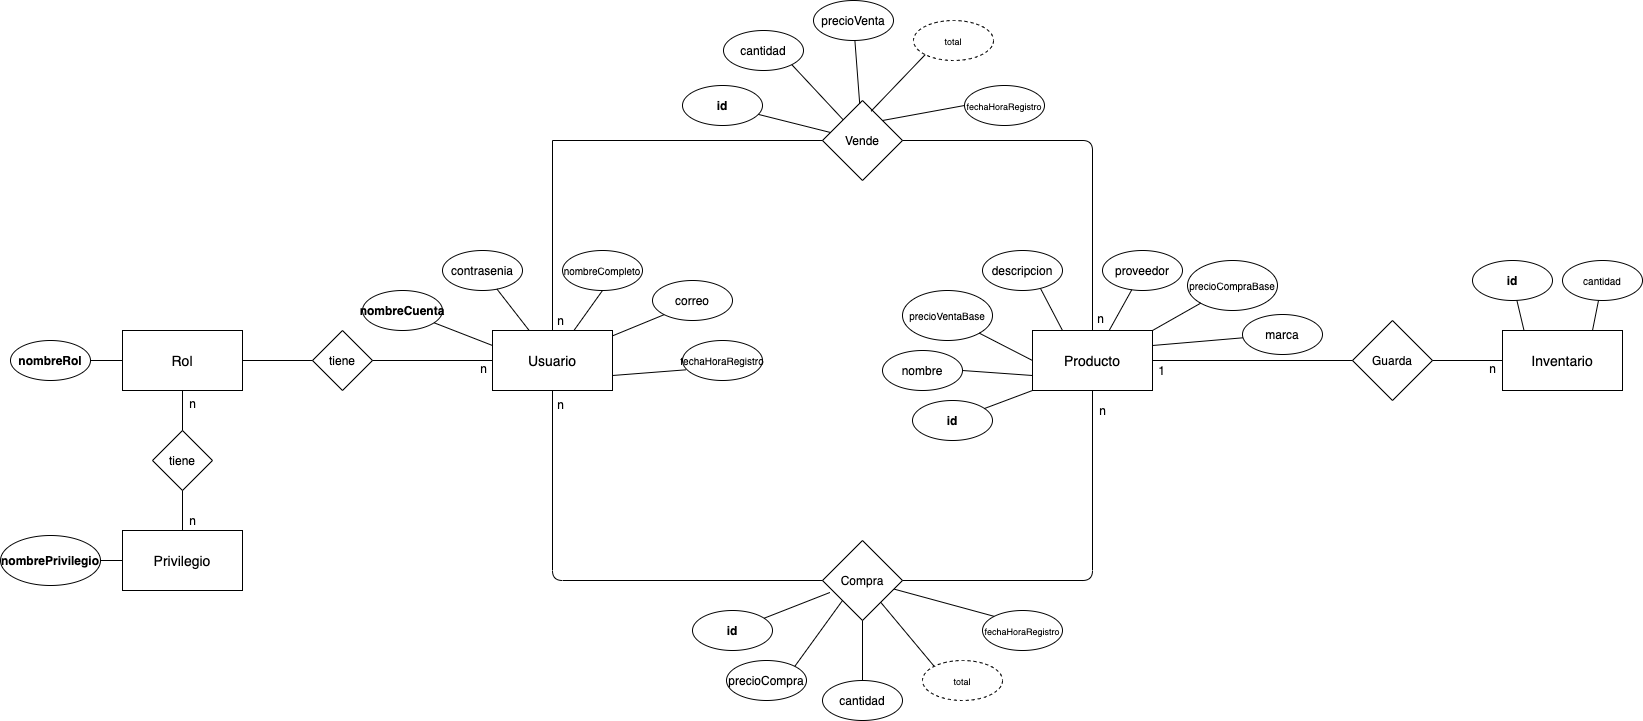 precioVenta
total
cantidad
id
fechaHoraRegistro
Vende
contrasenia
nombreCompleto
descripcion
proveedor
id
cantidad
precioCompraBase
correo
nombreCuenta
precioVentaBase
n
n
marca
nombreRol
Rol
tiene
n
Usuario
fechaHoraRegistro
nombre
Producto
1
Guarda
n
Inventario
n
n
n
id
tiene
n
nombrePrivilegio
Privilegio
Compra
id
fechaHoraRegistro
precioCompra
total
cantidad